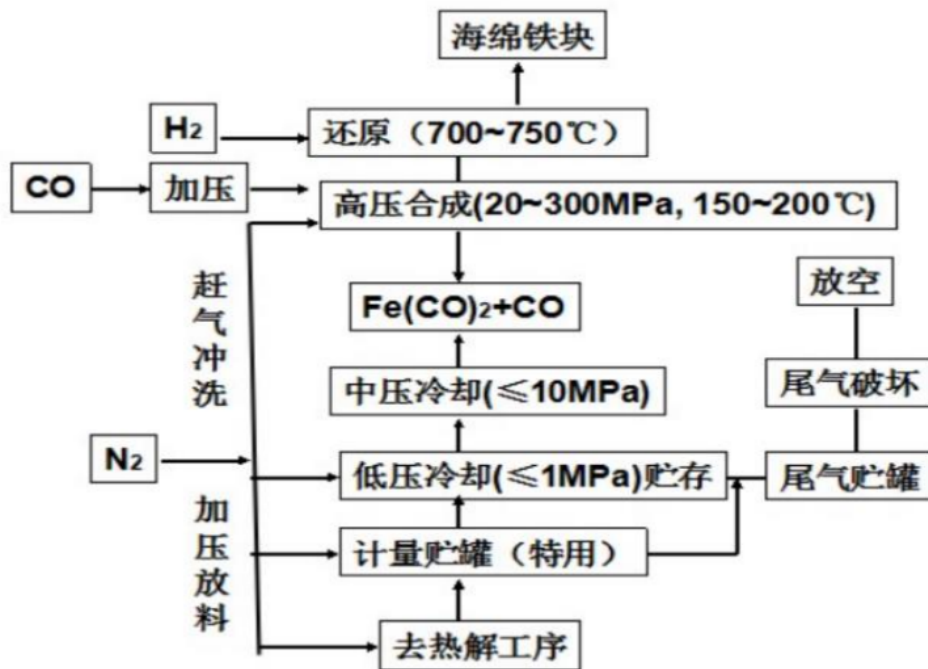 海绵铁块
H₂
还原（700~750℃）
CO
加压
高压合成(20~300MPa, 150~200℃)
赶气冲洗
放空
Fe(CO)₂+CO
中压冷却(≤10MPa)
尾气破坏
N₂
低压冷却(≤1MPa)贮存
尾气贮罐
加压放料
计量贮罐（特用）
去热解工序